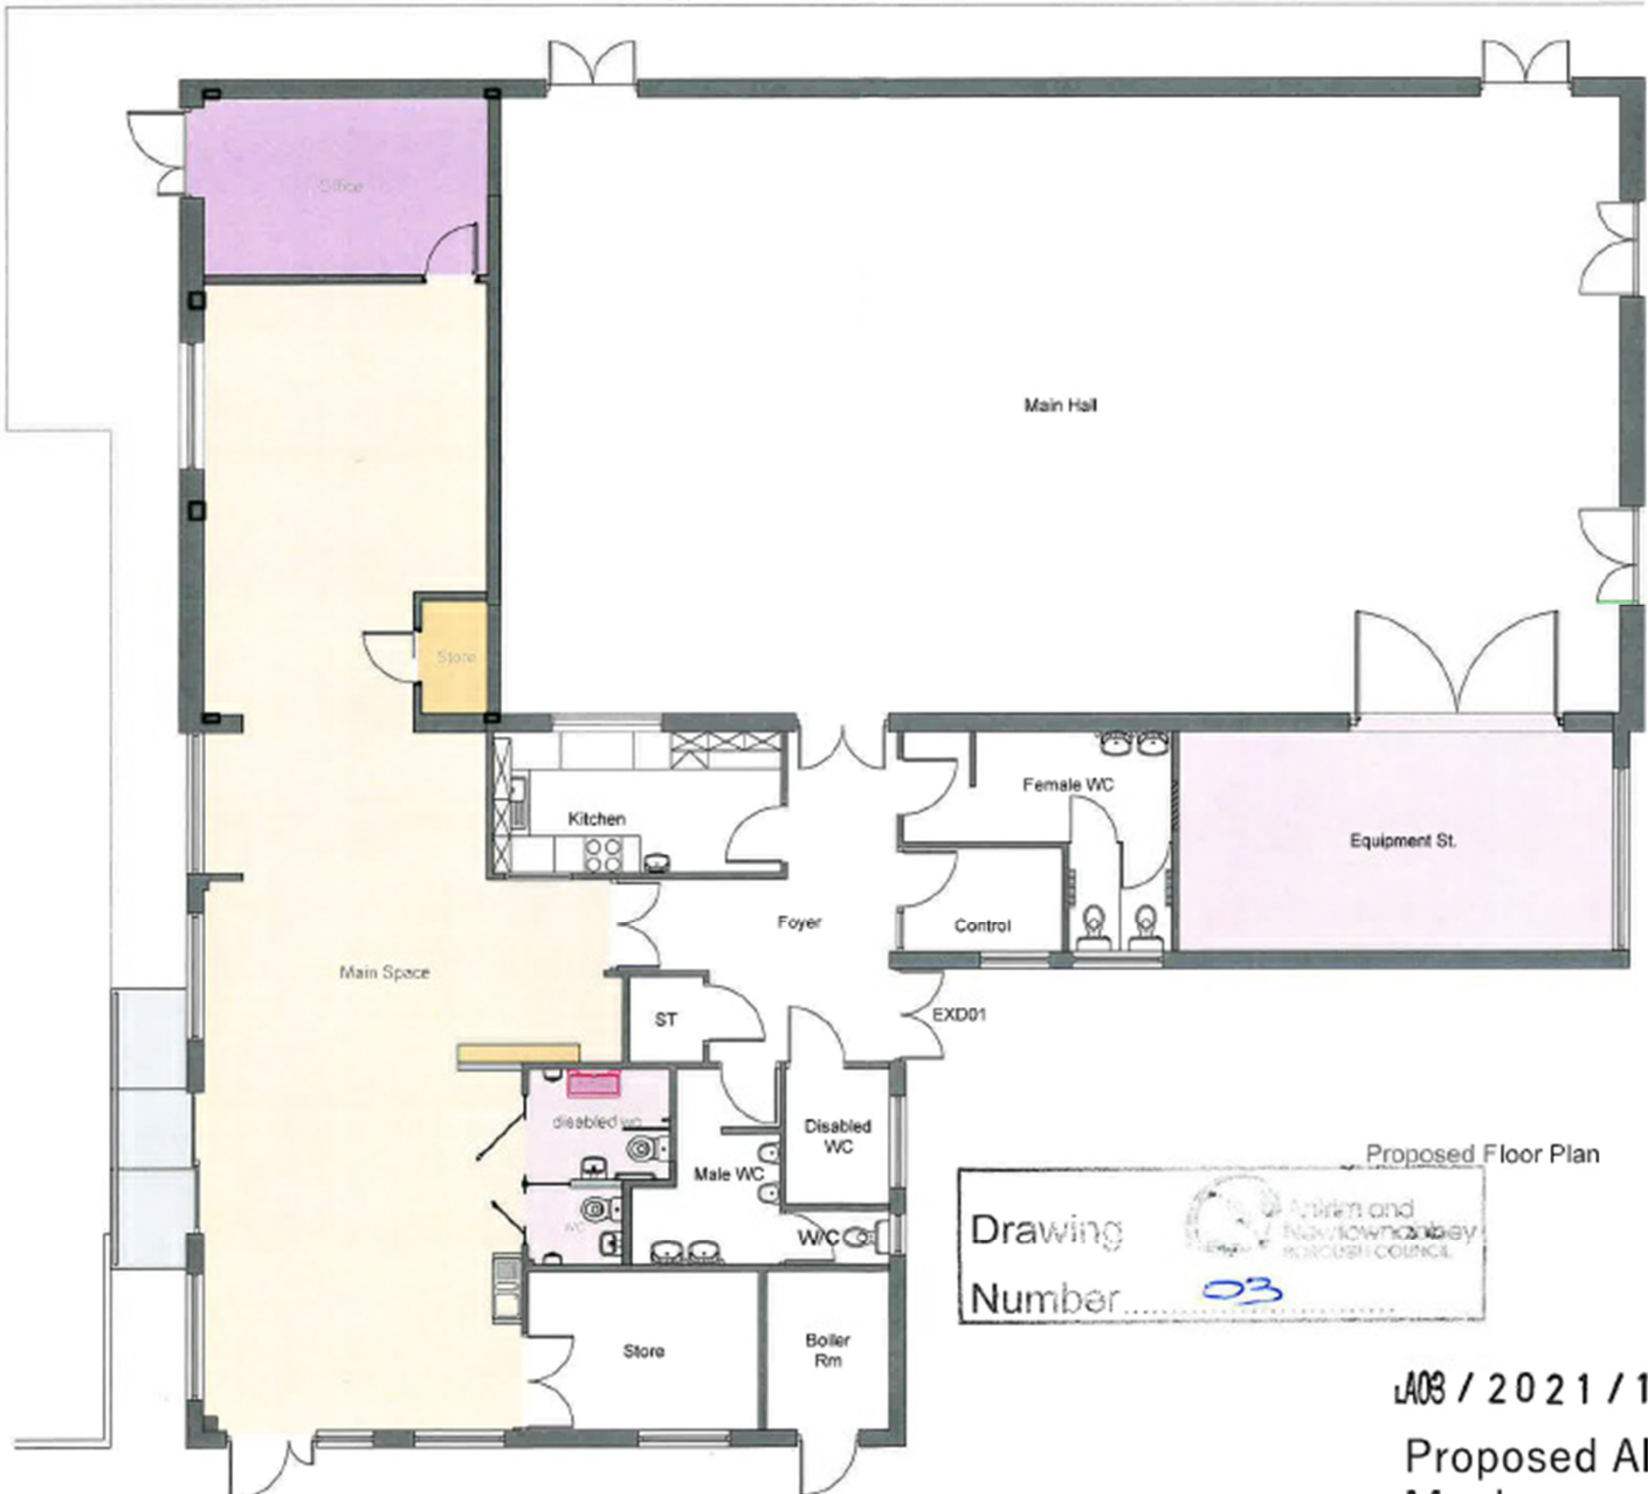 Office
Main Hall
Store
Kitchen
Female WC
Equipment St.
Foyer
Control
Main Space
ST
EXD01
disabled wc
Disabled
WC
Male WC
WC
W/C
Store
Boiler
Rm
Proposed Floor Plan
Drawing
Number
03
Antrim and
Newtownabbey
BOROUGH COUNCIL
LA03 / 2021 / 1
Proposed Al